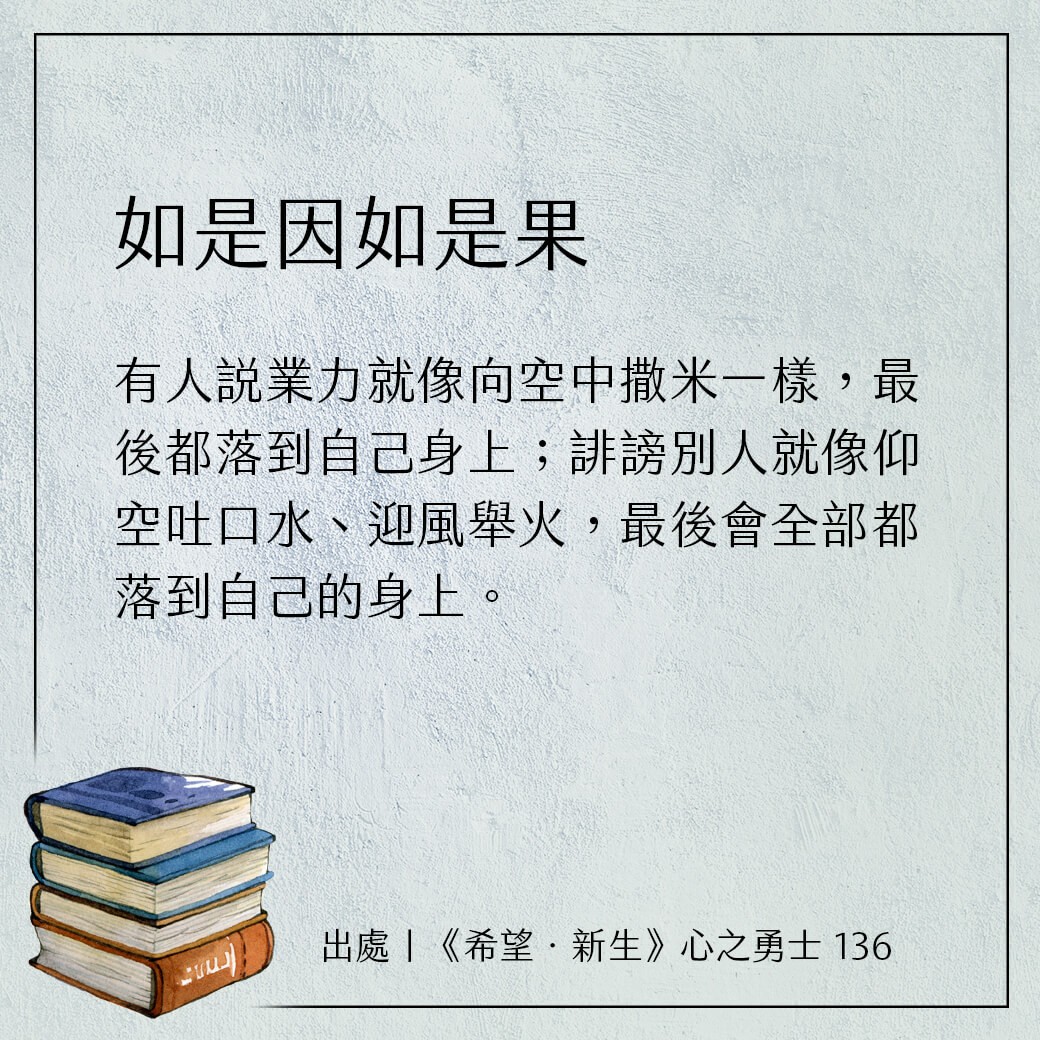 如是因如是果
有人説業力就像向空中撒米一樣，最
後都落到自己身上；誹謗別人就像仰
空吐口水、迎風舉火，最後會全部都
落到自己的身上。
出處｜《希望．新生》心之勇士 136